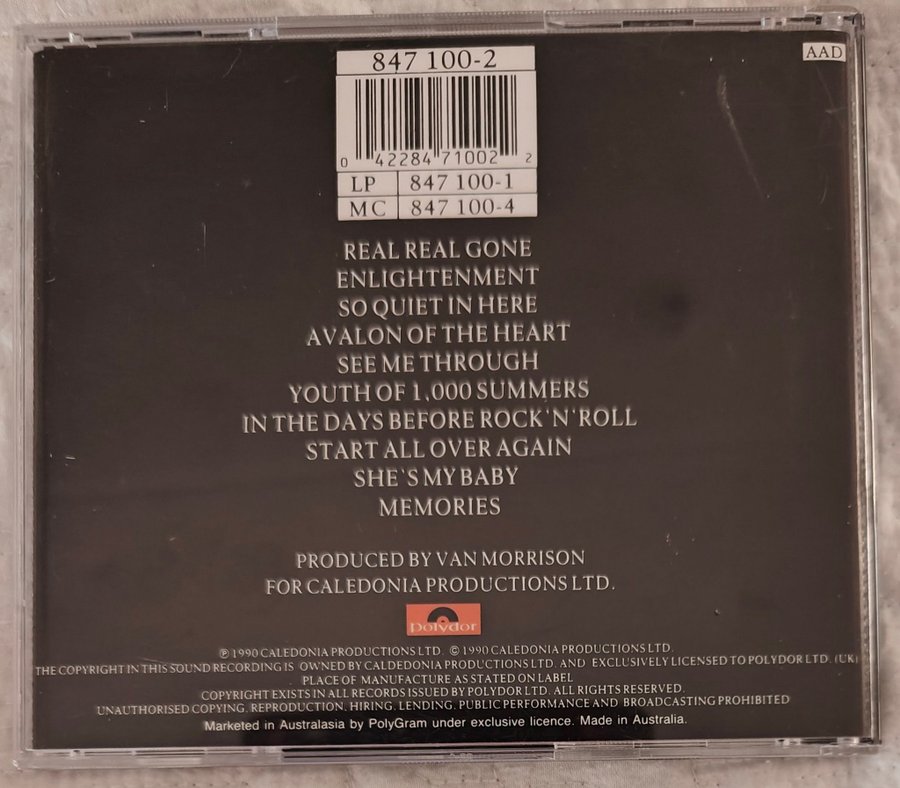 847 100-2
AAD
0 42284 71002 2
LP 847 100-1
MC 847 100-4
REAL REAL GONE
ENLIGHTENMENT
SO QUIET IN HERE
AVALON OF THE HEART
SEE ME THROUGH
YOUTH OF 1,000 SUMMERS
IN THE DAYS BEFORE ROCK'N'ROLL
START ALL OVER AGAIN
SHE'S MY BABY
MEMORIES
PRODUCED BY VAN MORRISON
FOR CALEDONIA PRODUCTIONS LTD.
polydor
℗ 1990 CALEDONIA PRODUCTIONS LTD. © 1990 CALEDONIA PRODUCTIONS LTD.
THE COPYRIGHT IN THIS SOUND RECORDING IS OWNED BY CALDEDONIA PRODUCTIONS LTD. AND EXCLUSIVELY LICENSED TO POLYDOR LTD. (UK)
PLACE OF MANUFACTURE AS STATED ON LABEL
COPYRIGHT EXISTS IN ALL RECORDS ISSUED BY POLYDOR LTD. ALL RIGHTS RESERVED.
UNAUTHORISED COPYING, REPRODUCTION, HIRING, LENDING, PUBLIC PERFORMANCE AND BROADCASTING PROHIBITED
Marketed in Australasia by PolyGram under exclusive licence. Made in Australia.